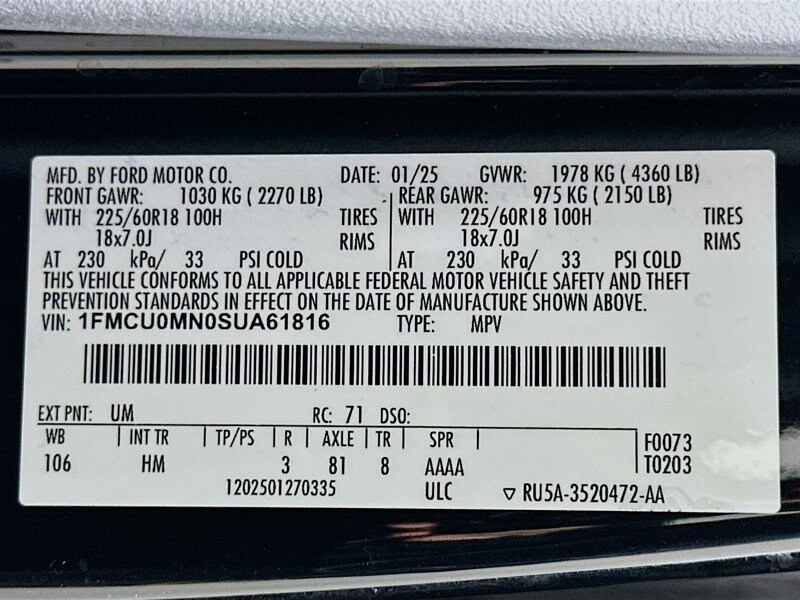 MFD. BY FORD MOTOR CO. DATE: 01/25 GVWR: 1978 KG ( 4360 LB)
FRONT GAWR: 1030 KG ( 2270 LB) REAR GAWR: 975 KG ( 2150 LB)
WITH 225/60R18 100H TIRES WITH 225/60R18 100H TIRES
18x7.0J RIMS 18x7.0J RIMS
AT 230 kPa/ 33 PSI COLD AT 230 kPa/ 33 PSI COLD
THIS VEHICLE CONFORMS TO ALL APPLICABLE FEDERAL MOTOR VEHICLE SAFETY AND THEFT
PREVENTION STANDARDS IN EFFECT ON THE DATE OF MANUFACTURE SHOWN ABOVE.
VIN: 1FMCU0MN0SUA61816 TYPE: MPV
EXT PNT: UM RC: 71 DSO:
WB INT TR TP/PS R AXLE TR SPR F0073
106 HM 3 81 8 AAAA T0203
1202501270335 ULC ▽ RU5A-3520472-AA